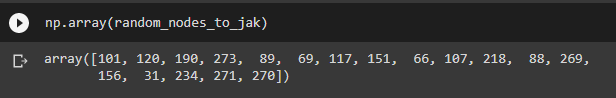 np.array(random_nodes_to_jak)
array([101, 120, 190, 273,  89,  69, 117, 151,  66, 107, 218,  88, 269,
       156,  31, 234, 271, 270])